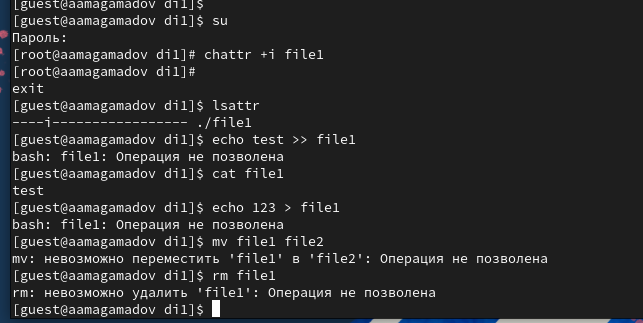 [guest@aamagamadov di1]$
[guest@aamagamadov di1]$ su
Пароль:
[root@aamagamadov di1]# chattr +i file1
[root@aamagamadov di1]#
exit
[guest@aamagamadov di1]$ lsattr
----i----------------- ./file1
[guest@aamagamadov di1]$ echo test >> file1
bash: file1: Операция не позволена
[guest@aamagamadov di1]$ cat file1
test
[guest@aamagamadov di1]$ echo 123 > file1
bash: file1: Операция не позволена
[guest@aamagamadov di1]$ mv file1 file2
mv: невозможно переместить 'file1' в 'file2': Операция не позволена
[guest@aamagamadov di1]$ rm file1
rm: невозможно удалить 'file1': Операция не позволена
[guest@aamagamadov di1]$